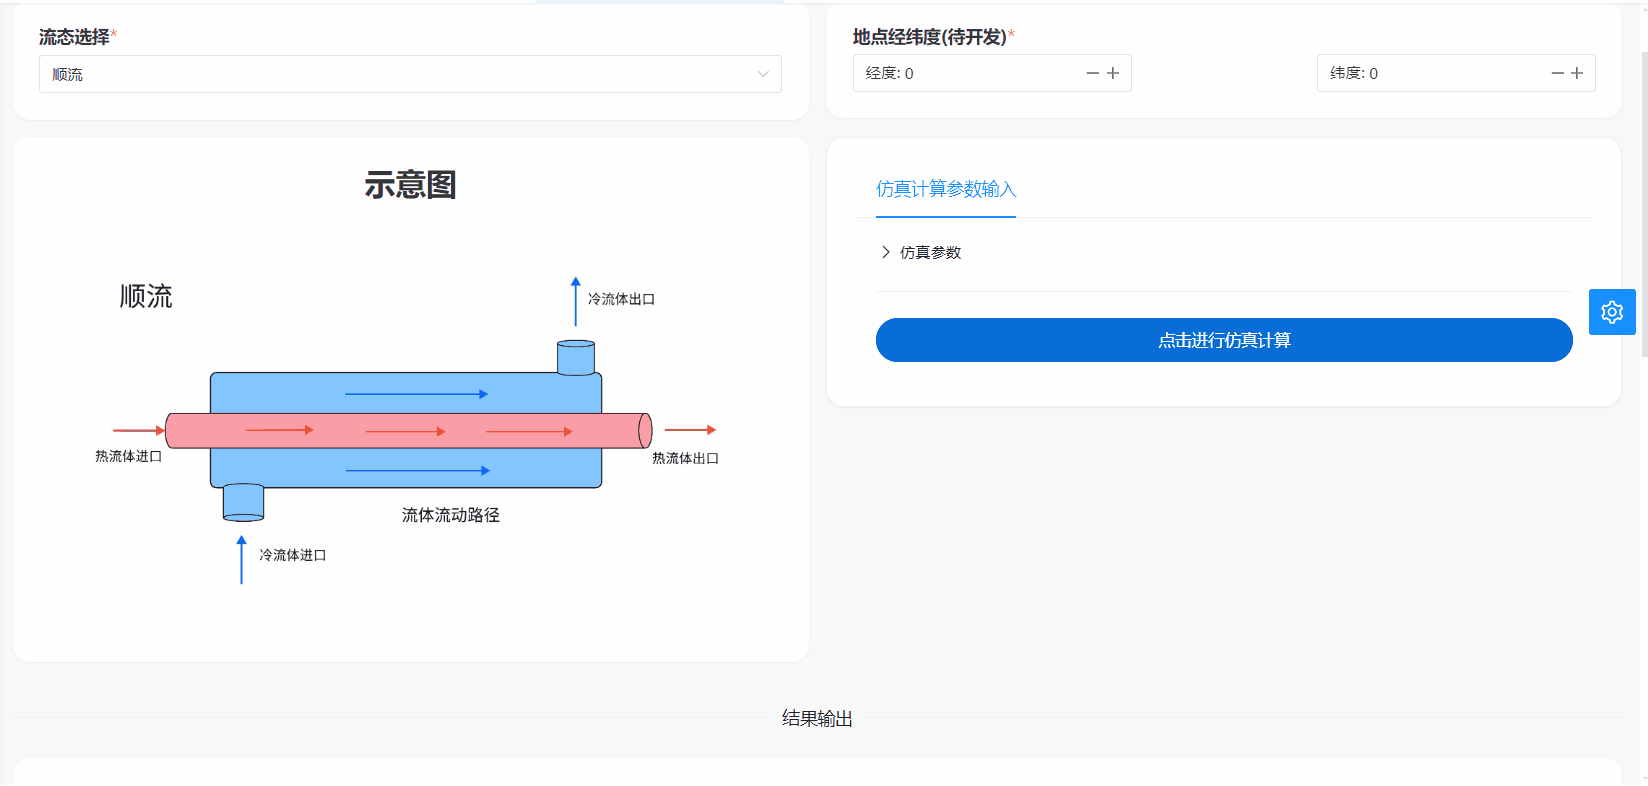 流态选择*
顺流
地点经纬度(待开发)*
经度: 0
纬度: 0
示意图
顺流
冷流体出口
热流体进口
热流体出口
流体流动路径
冷流体进口
仿真计算参数输入
仿真参数
点击进行仿真计算
结果输出